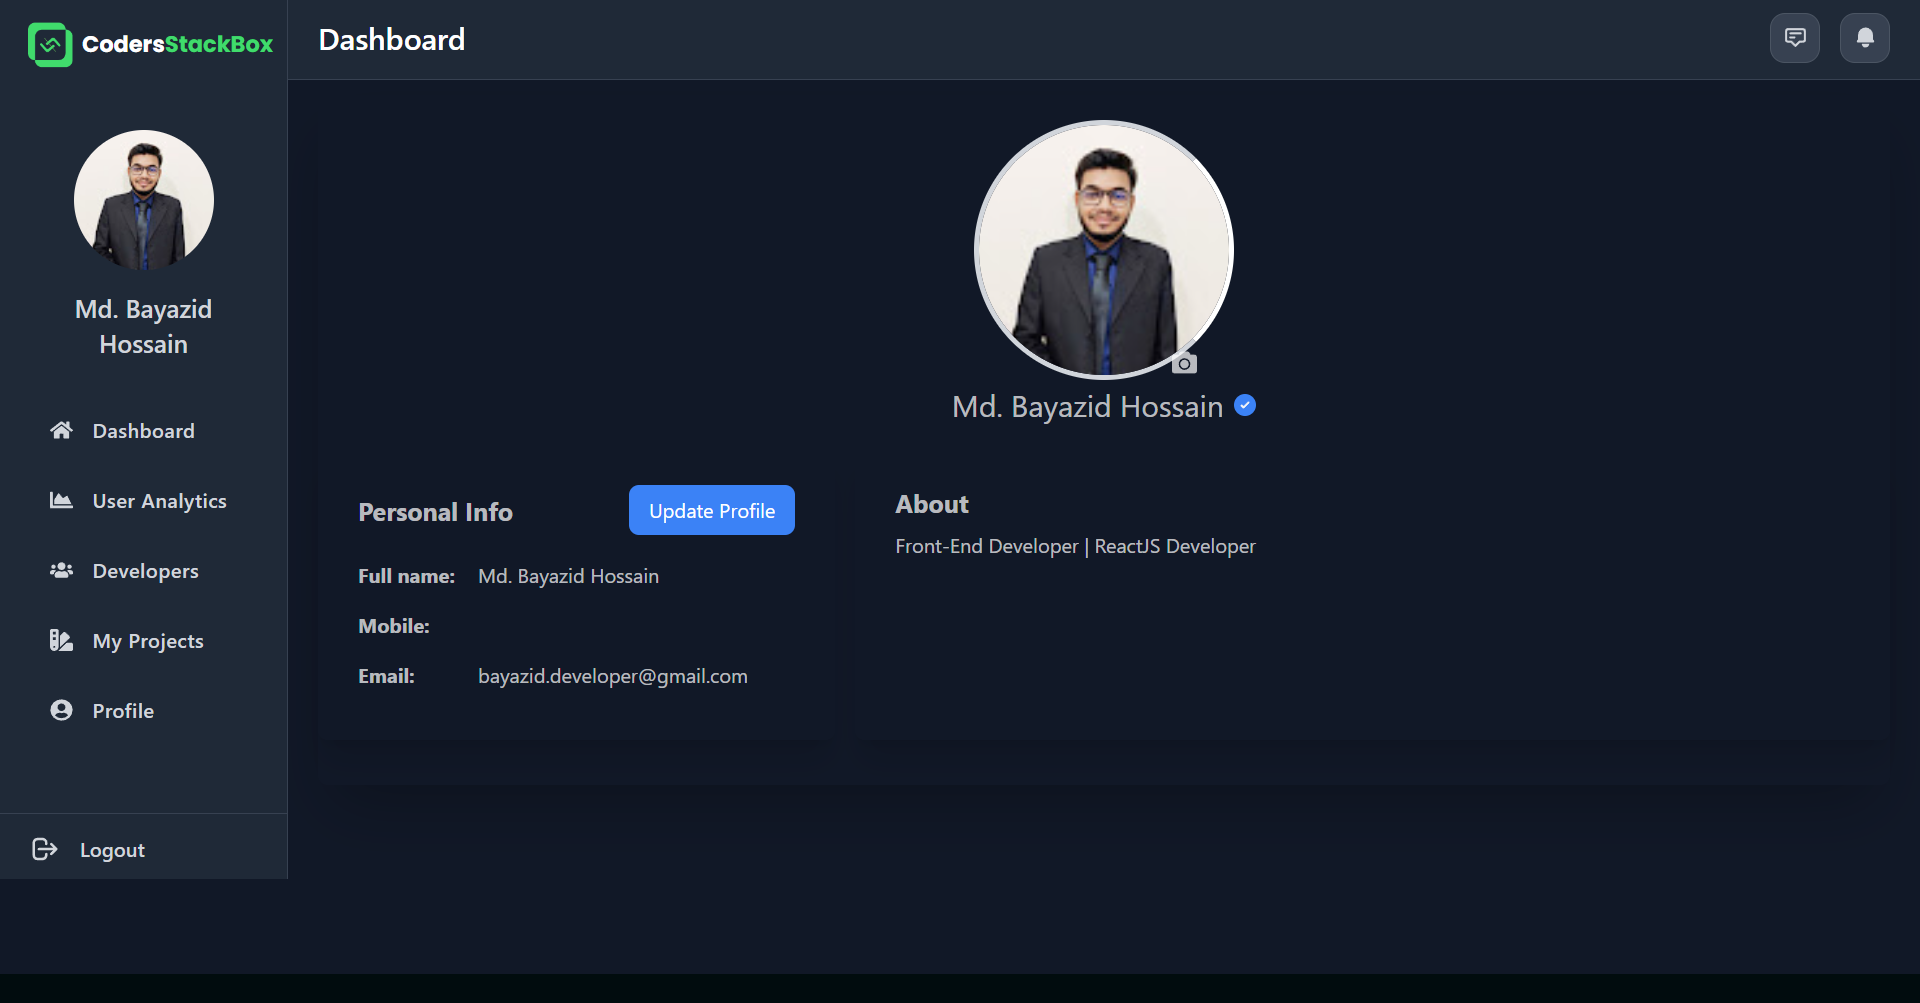 CodersStackBox
Dashboard
Md. Bayazid
Hossain
Dashboard
User Analytics
Developers
My Projects
Profile
Logout
Md. Bayazid Hossain
Personal Info
Update Profile
Full name: Md. Bayazid Hossain
Mobile:
Email: bayazid.developer@gmail.com
About
Front-End Developer | ReactJS Developer